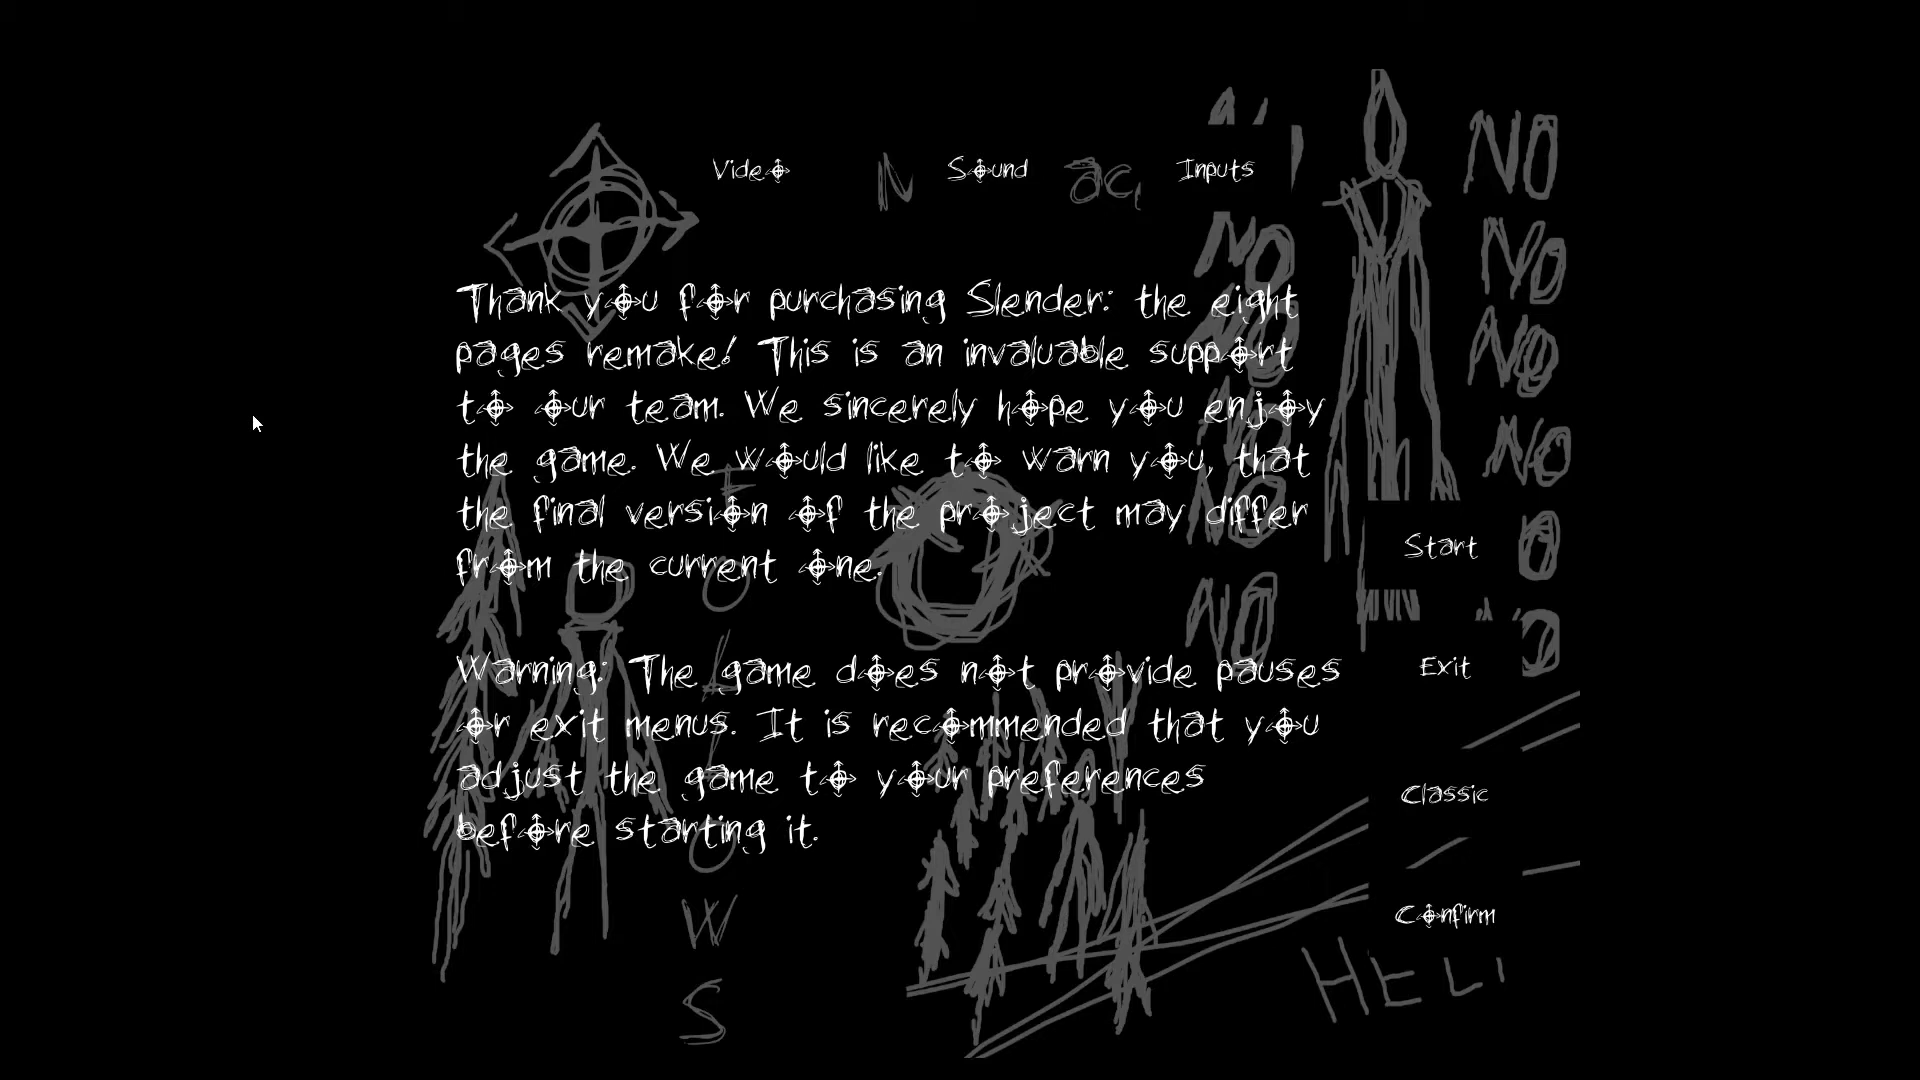 Video
Sound
Inputs
NO
NO
NO
NO
NO
Thank you for purchasing Slender: the eight
pages remake! This is an invaluable support
to our team. We sincerely hope you enjoy
the game. We would like to warn you, that
the final version of the project may differ
from the current one.
NO
NO
Start
Exit
Warning: The game does not provide pauses
or exit menus. It is recommended that you
adjust the game to your preferences
before starting it.
Classic
Confirm
F
O
L
L
O
W
S